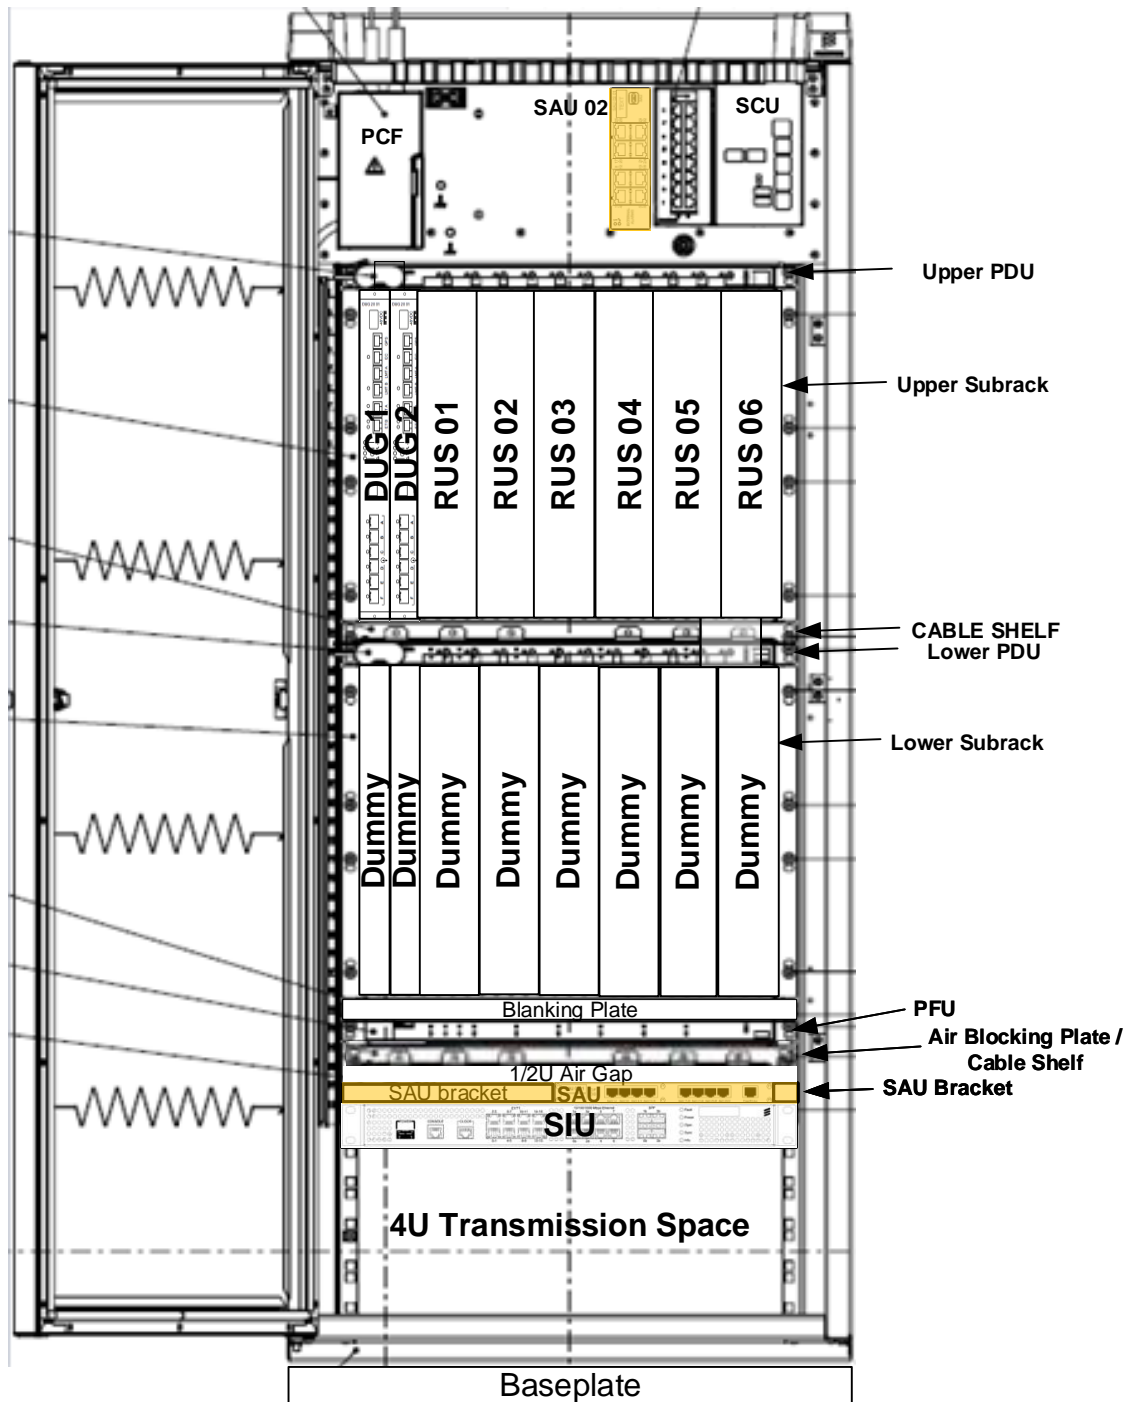 SAU 02
SCU
PCF
Upper PDU
Upper Subrack
DUG 1
DUG 2
RUS 01
RUS 02
RUS 03
RUS 04
RUS 05
RUS 06
CABLE SHELF
Lower PDU
Lower Subrack
Dummy
Dummy
Dummy
Dummy
Dummy
Dummy
Dummy
Dummy
Blanking Plate
PFU
Air Blocking Plate /
Cable Shelf
1/2U Air Gap
SAU bracket
SAU
SAU Bracket
SIU
4U Transmission Space
Baseplate